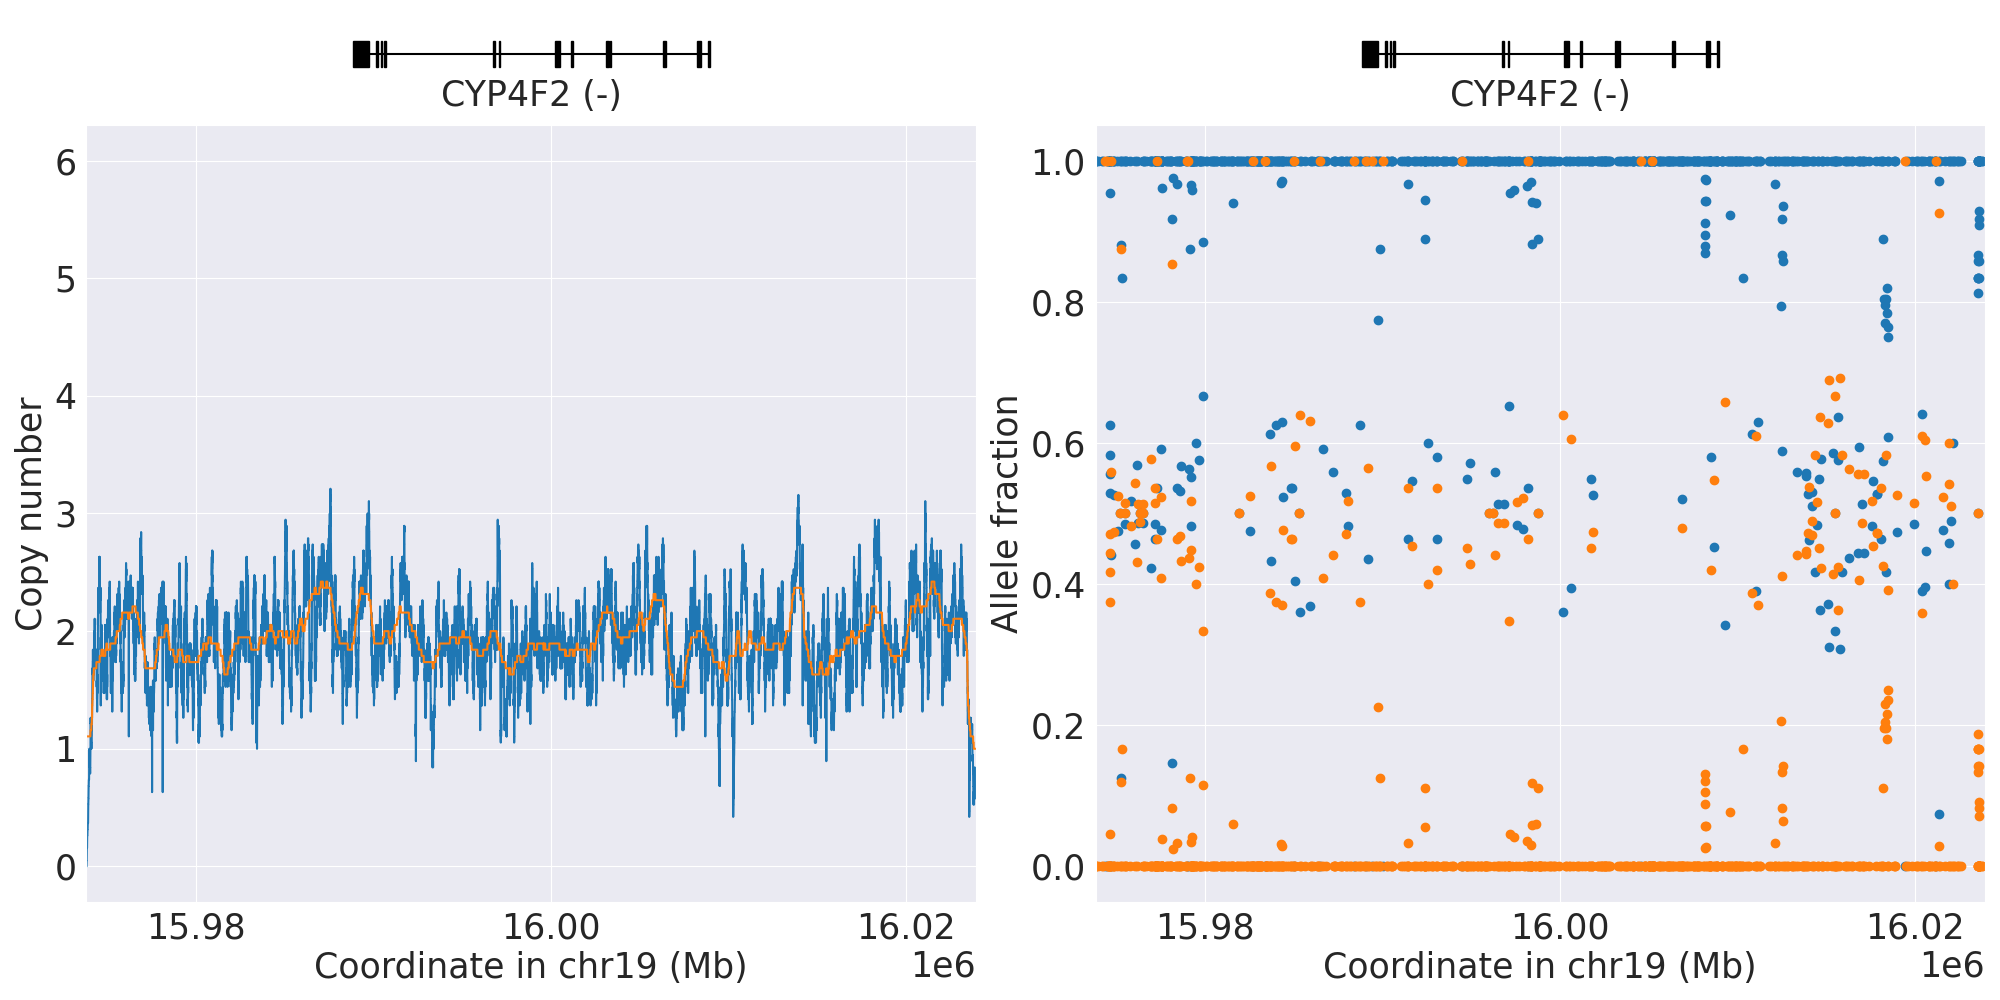 CYP4F2 (-)
Copy number
6
5
4
3
2
1
0
15.98
16.00
16.02
Coordinate in chr19 (Mb)
1e6
CYP4F2 (-)
Allele fraction
1.0
0.8
0.6
0.4
0.2
0.0
15.98
16.00
16.02
Coordinate in chr19 (Mb)
1e6